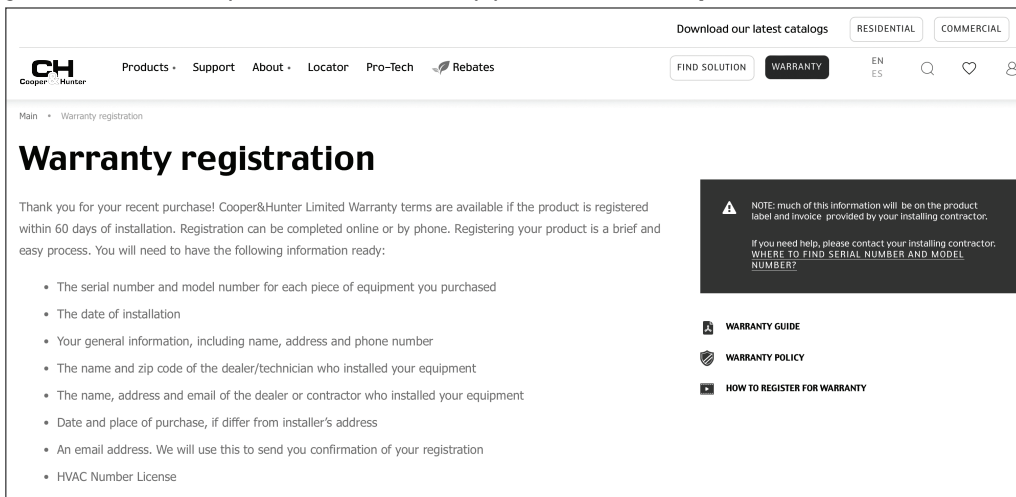 Download our latest catalogs RESIDENTIAL COMMERCIAL
CH
Cooper & Hunter
Products Support About Locator Pro-Tech Rebates
FIND SOLUTION WARRANTY EN
ES
Main • Warranty registration
Warranty registration
Thank you for your recent purchase! Cooper&Hunter Limited Warranty terms are available if the product is registered
within 60 days of installation. Registration can be completed online or by phone. Registering your product is a brief and
easy process. You will need to have the following information ready:
• The serial number and model number for each piece of equipment you purchased
• The date of installation
• Your general information, including name, address and phone number
• The name and zip code of the dealer/technician who installed your equipment
• The name, address and email of the dealer or contractor who installed your equipment
• Date and place of purchase, if differ from installer's address
• An email address. We will use this to send you confirmation of your registration
• HVAC Number License
NOTE: much of this information will be on the product
label and invoice provided by your installing contractor.
If you need help, please contact your installing contractor.
WHERE TO FIND SERIAL NUMBER AND MODEL
NUMBER?
WARRANTY GUIDE
WARRANTY POLICY
HOW TO REGISTER FOR WARRANTY